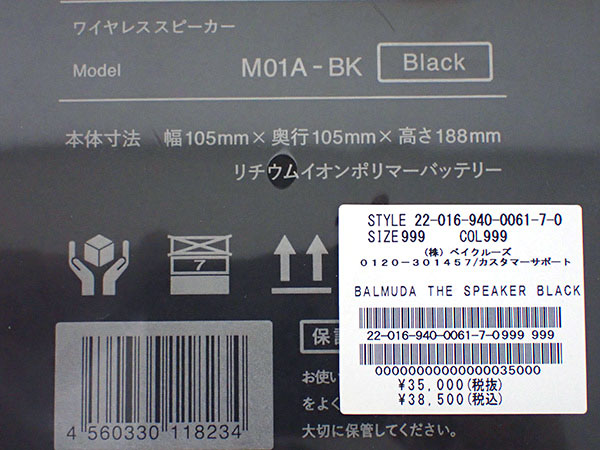 ワイヤレススピーカー
Model M01A-BK Black
本体寸法 幅105mm×奥行105mm×高さ188mm
リチウムイオンポリマーバッテリー
7
STYLE 22-016-940-0061-7-0
SIZE999 COL999
(株) ベイクルーズ
0120-301457/カスタマーサポート
BALMUDA THE SPEAKER BLACK
22-016-940-0061-7-0999 999
00000000000000035000
¥35,000(税抜)
¥38,500(税込)
保証
お使い
をよく
大切に保管してください。
4 560330 118234